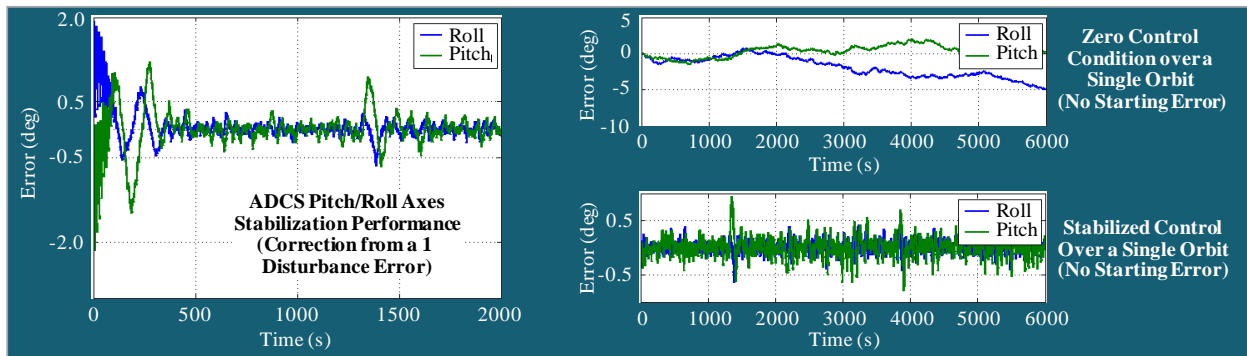 2.0
0.5
-0.5
-2.0
Error (deg)
Roll
Pitch
ADCS Pitch/Roll Axes
Stabilization Performance
(Correction from a 1
Disturbance Error)
0 500 1000 1500 2000
Time (s)
5
0
-5
-10
Error (deg)
Roll
Pitch
0 1000 2000 3000 4000 5000 6000
Time (s)
Zero Control
Condition over a
Single Orbit
(No Starting Error)
0.5
-0.5
Error (deg)
Roll
Pitch
0 1000 2000 3000 4000 5000 6000
Time (s)
Stabilized Control
Over a Single Orbit
(No Starting Error)